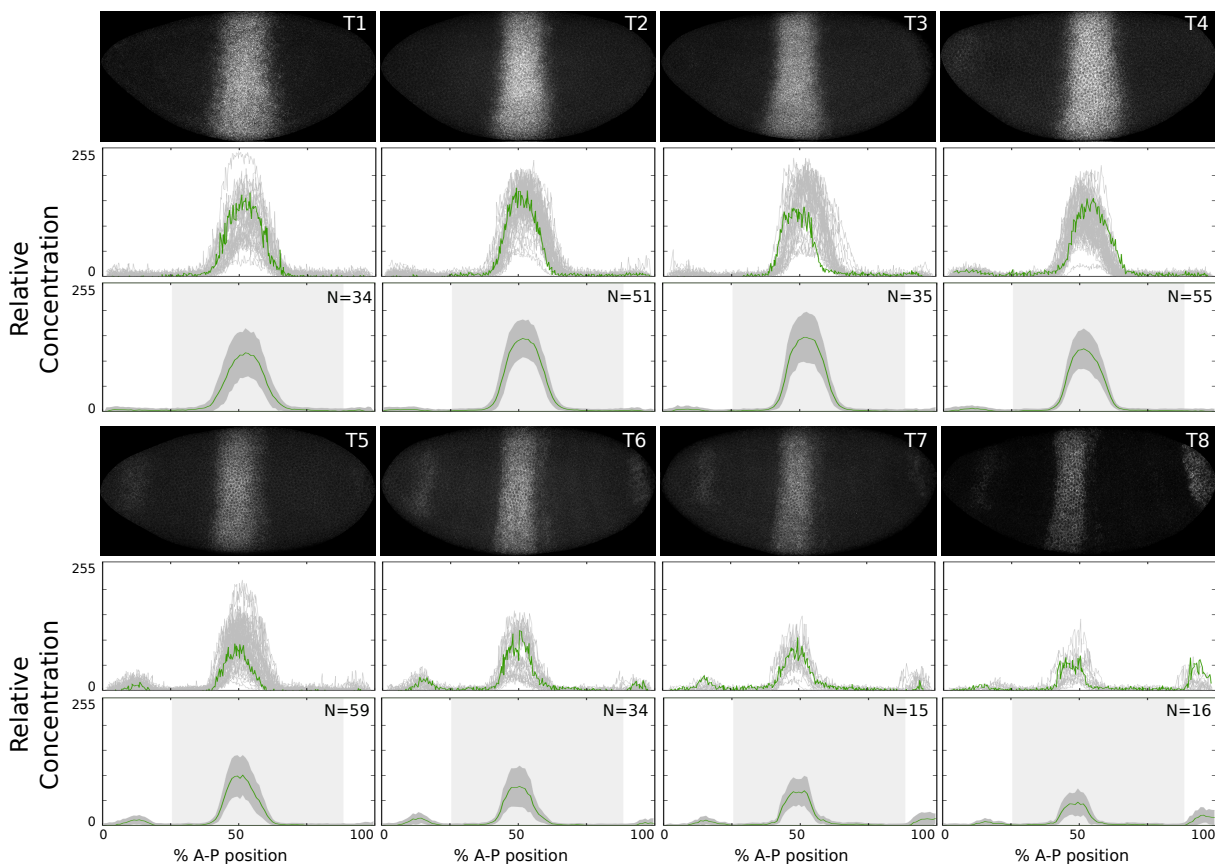 T1 T2 T3 T4
255
0
Relative
Concentration
255
0
N=34 N=51 N=35 N=55
T5 T6 T7 T8
255
0
Relative
Concentration
255
0
N=59 N=34 N=15 N=16
0 50 100 0 50 100 0 50 100 0 50 100
% A-P position % A-P position % A-P position % A-P position